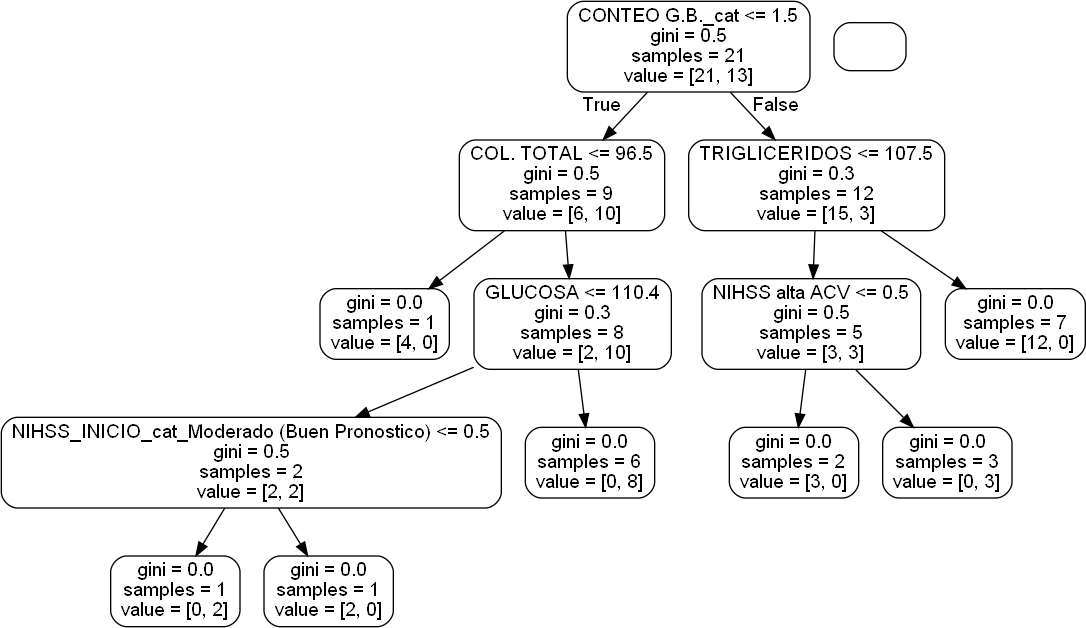 CONTEO G.B._cat <= 1.5
gini = 0.5
samples = 21
value = [21, 13]
True
False
COL. TOTAL <= 96.5
gini = 0.5
samples = 9
value = [6, 10]
TRIGLICERIDOS <= 107.5
gini = 0.3
samples = 12
value = [15, 3]
gini = 0.0
samples = 1
value = [4, 0]
GLUCOSA <= 110.4
gini = 0.3
samples = 8
value = [2, 10]
NIHSS alta ACV <= 0.5
gini = 0.5
samples = 5
value = [3, 3]
gini = 0.0
samples = 7
value = [12, 0]
NIHSS_INICIO_cat_Moderado (Buen Pronostico) <= 0.5
gini = 0.5
samples = 2
value = [2, 2]
gini = 0.0
samples = 6
value = [0, 8]
gini = 0.0
samples = 2
value = [3, 0]
gini = 0.0
samples = 3
value = [0, 3]
gini = 0.0
samples = 1
value = [0, 2]
gini = 0.0
samples = 1
value = [2, 0]